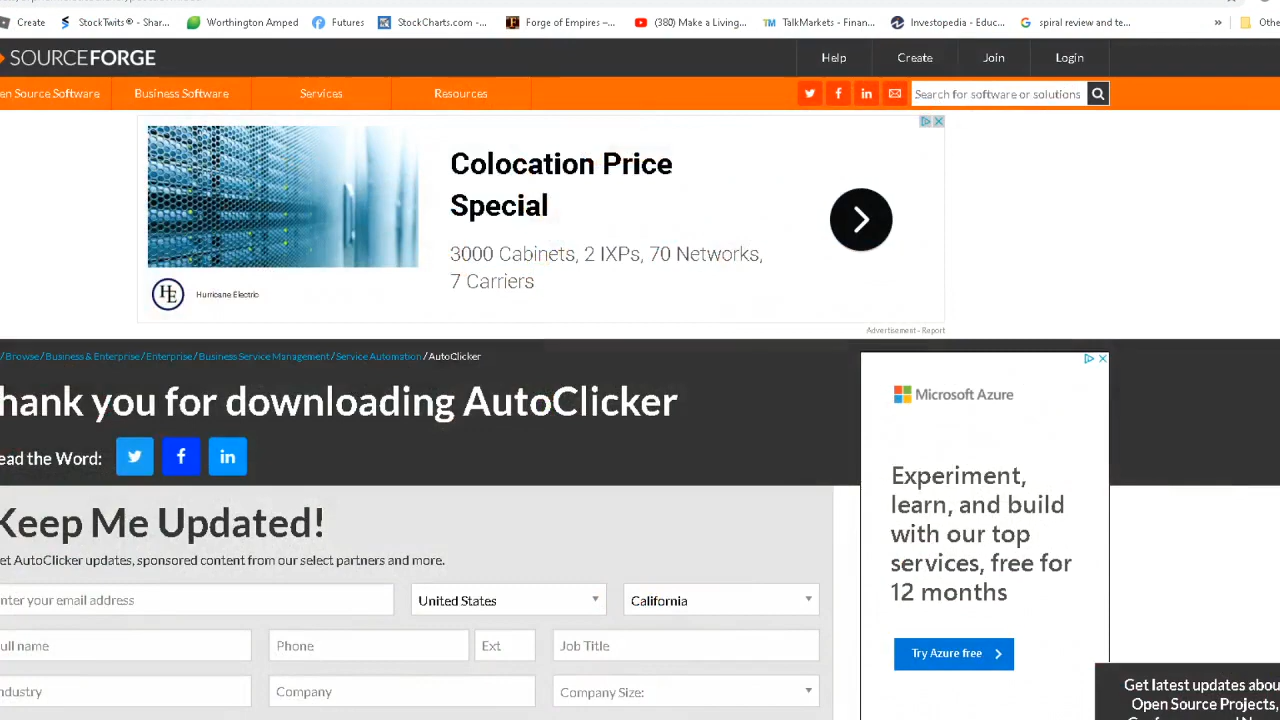 Create
StockTwits® - Shar...
Worthington Amped
Futures
StockCharts.com -...
Forge of Empires –...
(380) Make a Living...
TalkMarkets - Finan...
Investopedia - Educ...
spiral review and te...
»
Othe
SOURCEFORGE
Help
Create
Join
Login
en Source Software
Business Software
Services
Resources
Search for software or solutions
Colocation Price
Special
3000 Cabinets, 2 IXPs, 70 Networks,
7 Carriers
HE
Hurricane Electric
Advertisement - Report
/ Browse / Business & Enterprise / Enterprise / Business Service Management / Service Automation / AutoClicker
hank you for downloading AutoClicker
ead the Word:
Keep Me Updated!
et AutoClicker updates, sponsored content from our select partners and more.
nter your email address
United States
California
ull name
Phone
Ext
Job Title
ndustry
Company
Company Size:
Microsoft Azure
Experiment,
learn, and build
with our top
services, free for
12 months
Try Azure free
Get latest updates abou
Open Source Projects,